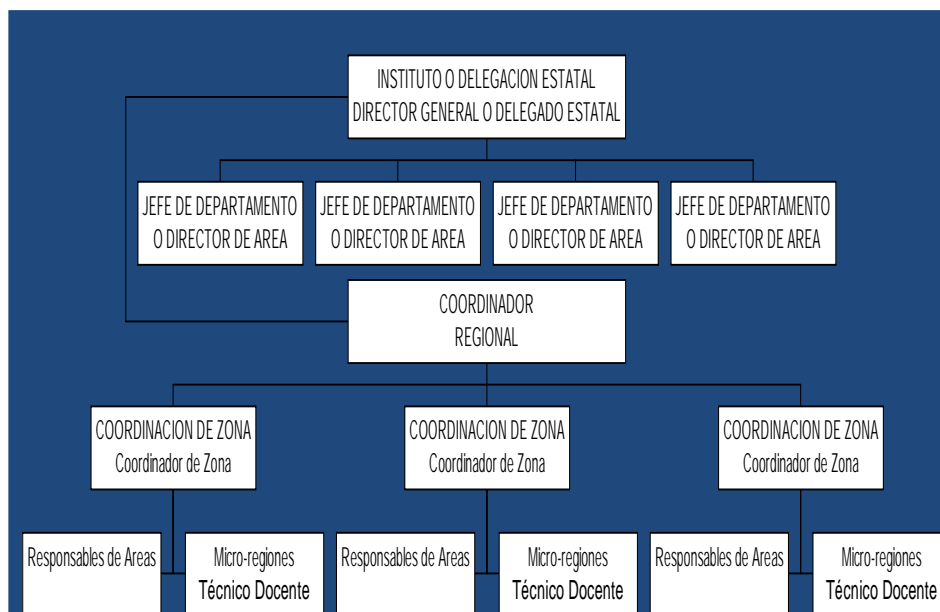 INSTITUTO O DELEGACION ESTATAL
DIRECTOR GENERAL O DELEGADO ESTATAL
JEFE DE DEPARTAMENTO
O DIRECTOR DE AREA
JEFE DE DEPARTAMENTO
O DIRECTOR DE AREA
JEFE DE DEPARTAMENTO
O DIRECTOR DE AREA
JEFE DE DEPARTAMENTO
O DIRECTOR DE AREA
COORDINADOR
REGIONAL
COORDINACION DE ZONA
Coordinador de Zona
COORDINACION DE ZONA
Coordinador de Zona
COORDINACION DE ZONA
Coordinador de Zona
Responsables de Areas
Micro-regiones
Técnico Docente
Responsables de Areas
Micro-regiones
Técnico Docente
Responsables de Areas
Micro-regiones
Técnico Docente